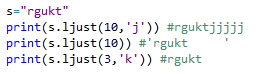 s="rgukt"
print(s.ljust(10,'j')) #rguktjjjjj
print(s.ljust(10)) #'rgukt     '
print(s.ljust(3,'k')) #rgukt